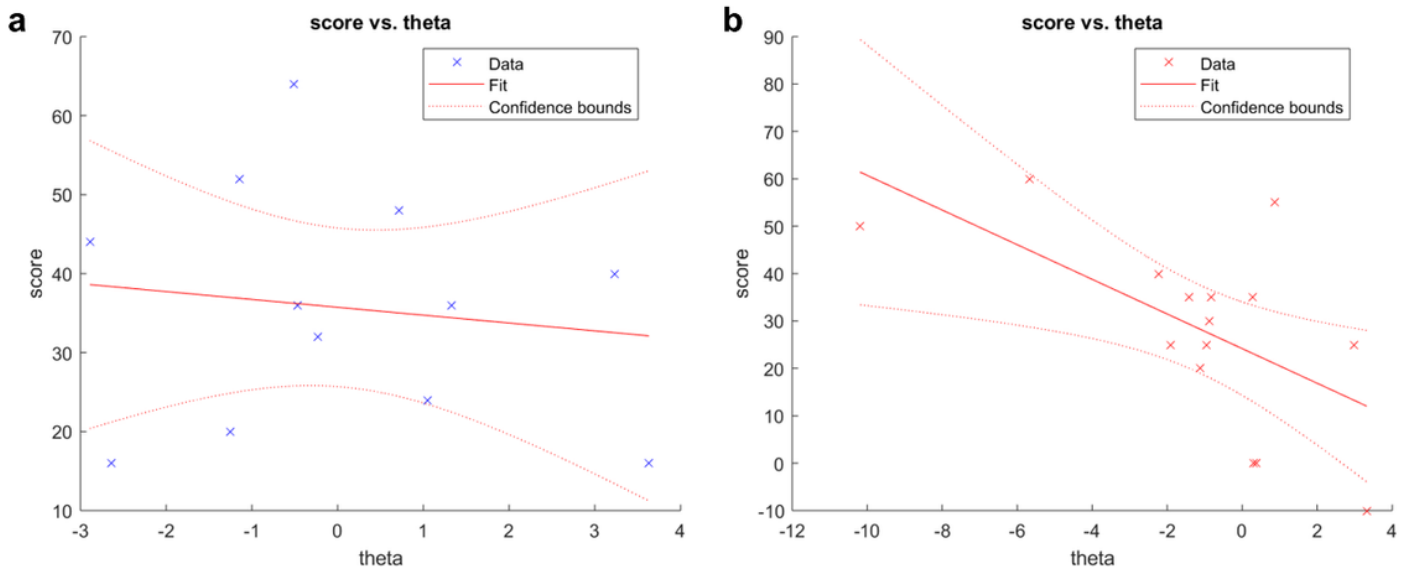 a
score vs. theta
Data
Fit
Confidence bounds
70
60
50
40
30
20
10
score
-3
-2
-1
0
1
2
3
4
theta
b
score vs. theta
Data
Fit
Confidence bounds
90
80
70
60
50
40
30
20
10
0
-10
score
-12
-10
-8
-6
-4
-2
0
2
4
theta